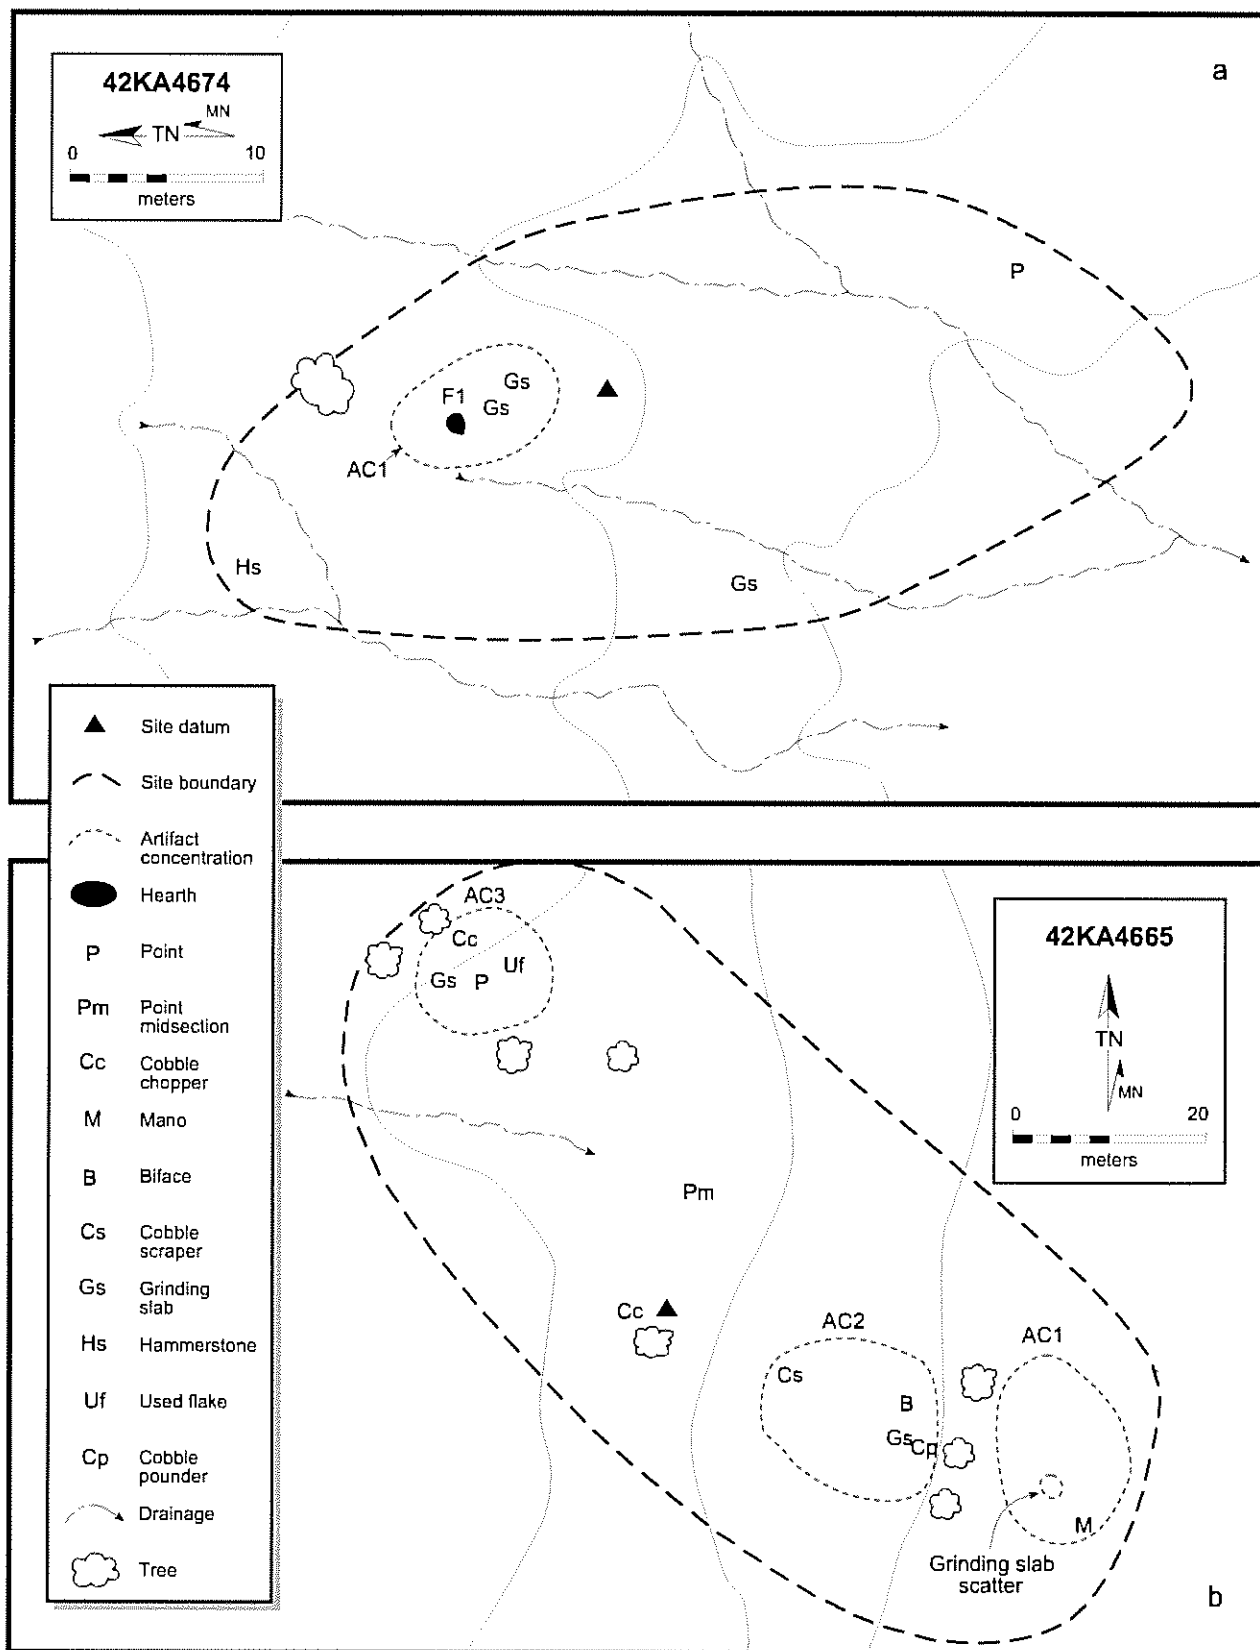 a
42KA4674
MN
TN
0 10
meters
P
F1
Gs
Gs
AC1
Hs
Gs
Site datum
Site boundary
Artifact
concentration
Hearth
P Point
Pm Point
midsection
Cc Cobble
chopper
M Mano
B Biface
Cs Cobble
scraper
Gs Grinding
slab
Hs Hammerstone
Uf Used flake
Cp Cobble
pounder
Drainage
Tree
AC3
Cc
Uf
Gs P
42KA4665
TN
MN
0 20
meters
Pm
Cc
AC2
AC1
Cs
B
Gs
Cp
M
Grinding slab
scatter
b